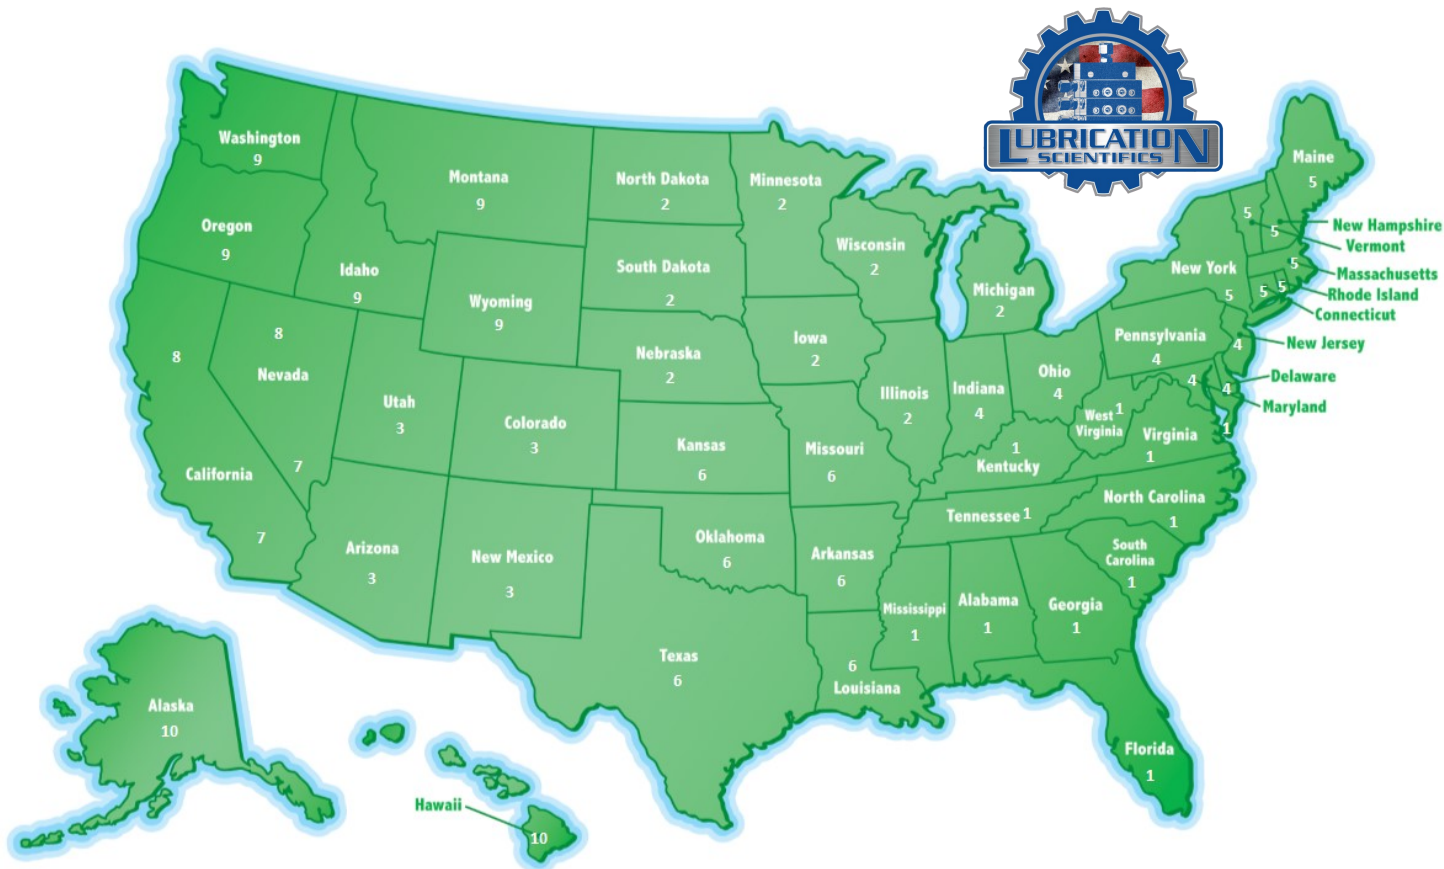 LUBRICATION
SCIENTIFICS
Washington
9
Oregon
9
Idaho
9
Montana
9
Wyoming
9
North Dakota
2
South Dakota
2
Nebraska
2
Minnesota
2
Wisconsin
2
Michigan
2
Iowa
2
Illinois
2
Indiana
4
Ohio
4
Pennsylvania
4
New York
5
Maine
5
5
5
New Hampshire
Vermont
5
Massachusetts
5
5
Rhode Island
Connecticut
4
New Jersey
4
4
Delaware
Maryland
8
8
Nevada
7
California
7
Utah
3
Colorado
3
Arizona
3
New Mexico
3
Kansas
6
Missouri
6
Oklahoma
6
Arkansas
6
Texas
6
6
Louisiana
1
Kentucky
West 1
Virginia
Virginia
1
1
Tennessee 1
North Carolina
1
South
Carolina
1
Mississippi
1
Alabama
1
Georgia
1
Florida
1
Alaska
10
Hawaii
10